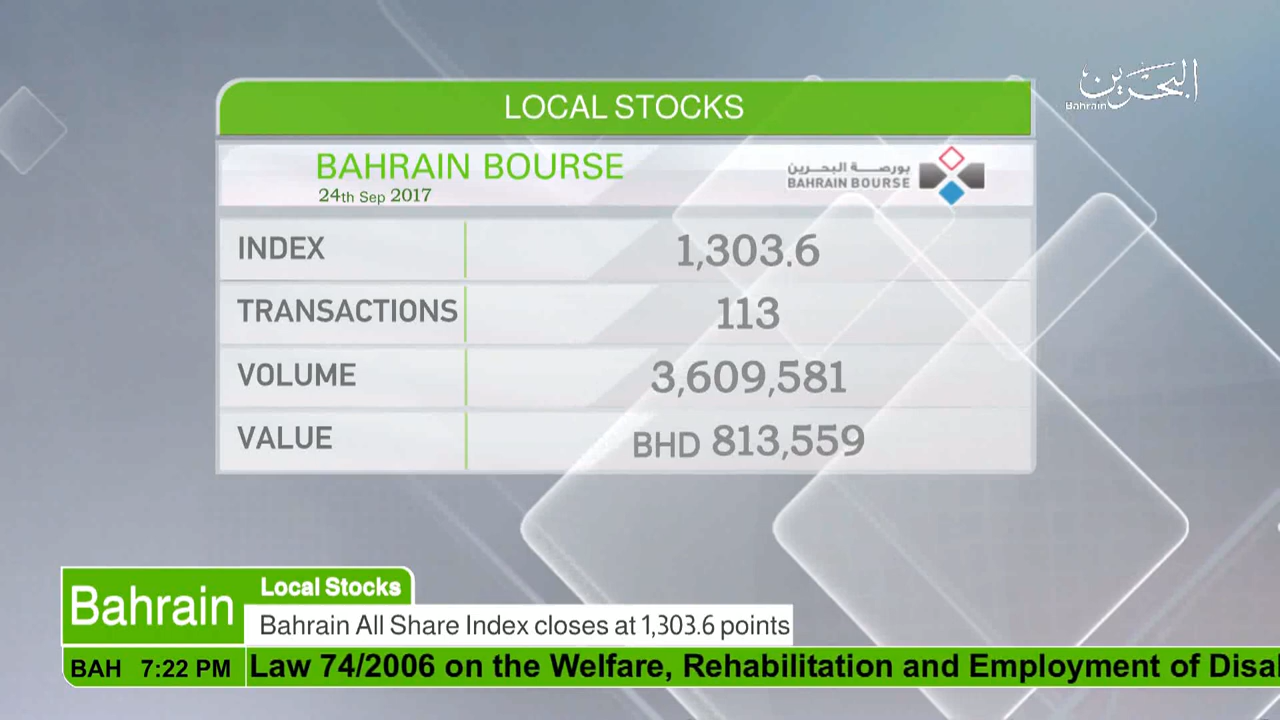 البحرين
Bahrain
LOCAL STOCKS
BAHRAIN BOURSE
24th Sep 2017
بورصة البحرين
BAHRAIN BOURSE
INDEX 1,303.6
TRANSACTIONS 113
VOLUME 3,609,581
VALUE BHD 813,559
Bahrain
Local Stocks
Bahrain All Share Index closes at 1,303.6 points
BAH 7:22 PM Law 74/2006 on the Welfare, Rehabilitation and Employment of Disa